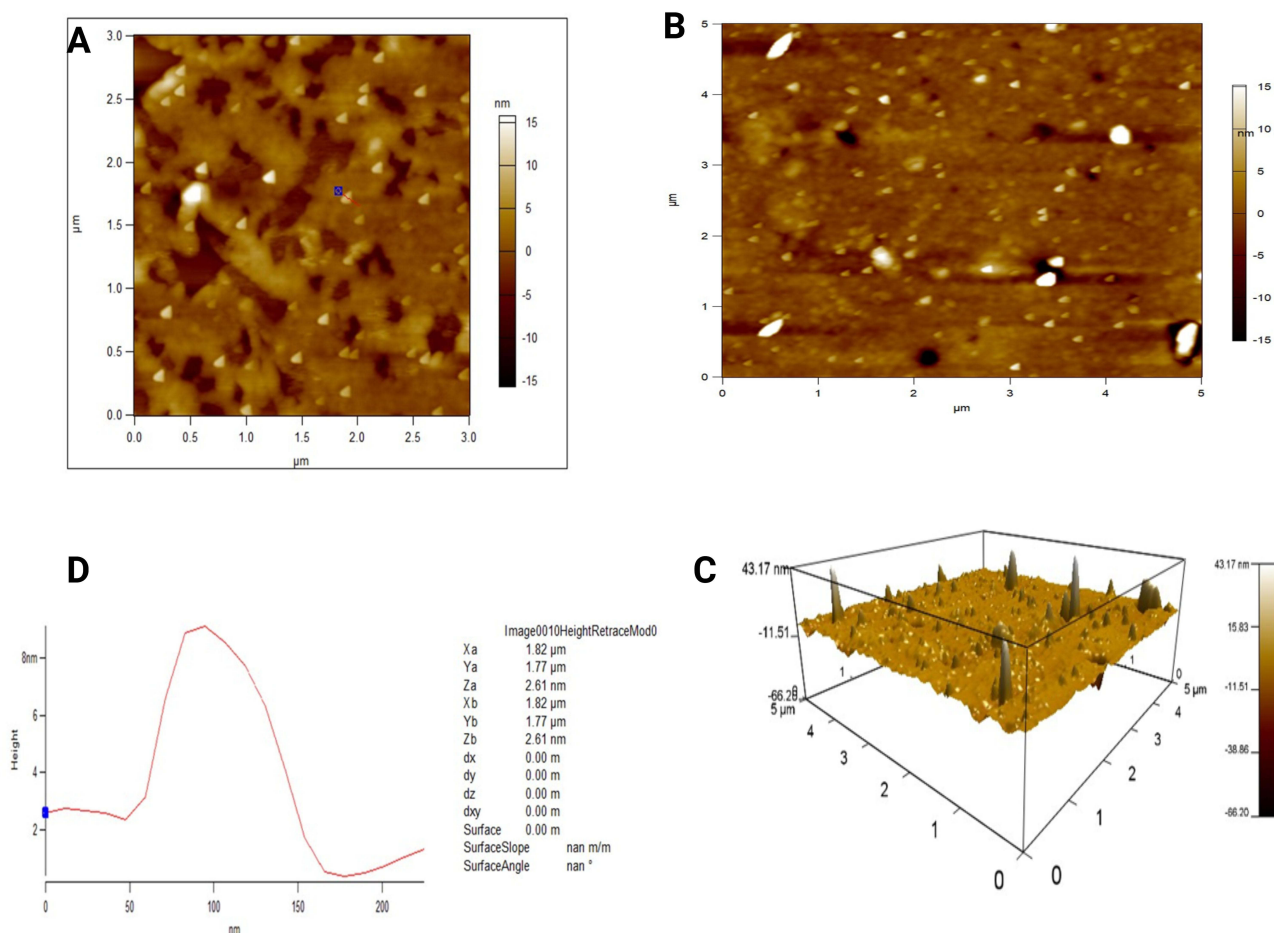 A
3.0
2.5
2.0
1.5
1.0
0.5
0.0
µm
0.0 0.5 1.0 1.5 2.0 2.5 3.0
µm
nm
15
10
5
0
-5
-10
-15
B
5
4
3
2
1
0
µm
0 1 2 3 4 5
µm
15
10
nm
5
0
-5
-10
-15
D
8nm
6
4
2
Height
0 50 100 150 200
nm
Image0010HeightRetraceMod0
Xa 1.82 µm
Ya 1.77 µm
Za 2.61 nm
Xb 1.82 µm
Yb 1.77 µm
Zb 2.61 nm
dx 0.00 m
dy 0.00 m
dz 0.00 m
dxy 0.00 m
Surface 0.00 m
SurfaceSlope nan m/m
SurfaceAngle nan °
C
43.17 nm
-11.51
-66.20
5 µm
4
3
2
1
0
0
1
2
3
4
5 µm
0
1
1
43.17 nm
15.83
-11.51
-38.86
-66.20